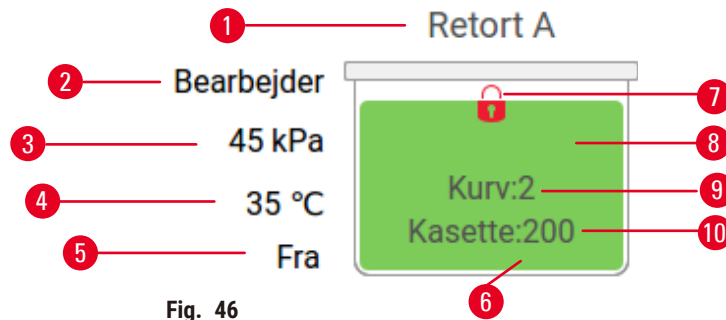 1 Retort A
2 Bearbejder
7
3 45 kPa
8
4 35 °C
Kurv:2 9
5 Fra
Kasette:200 10
6
Fig. 46